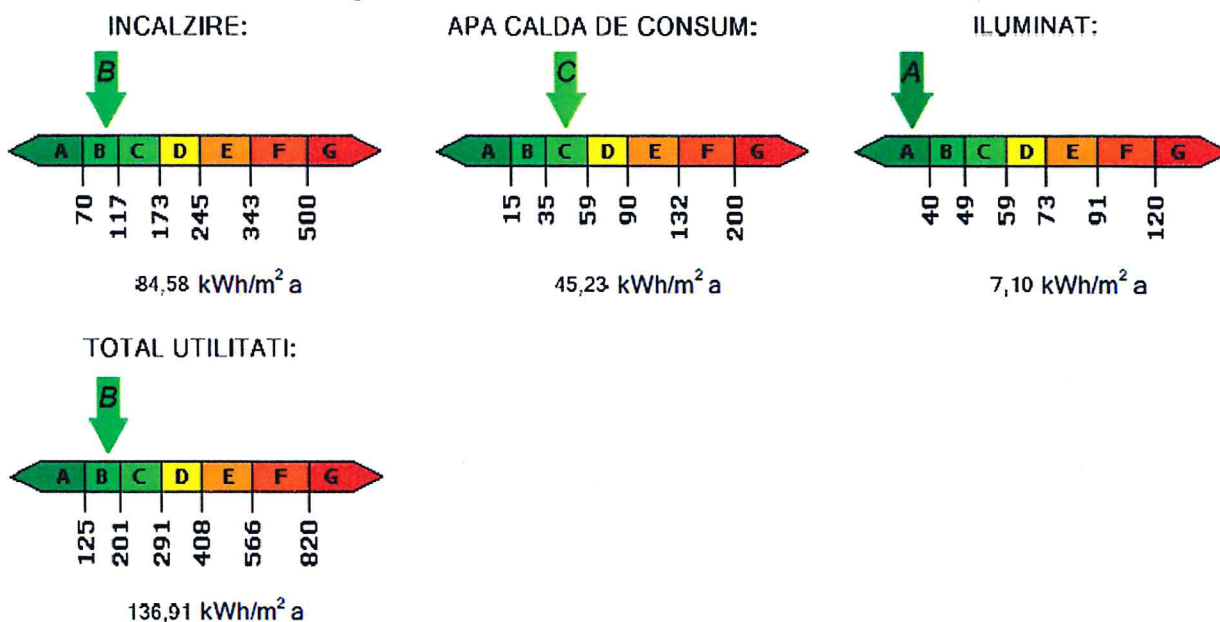 INCALZIRE:
B
A B C D E F G
70 117 173 245 343 500
84,58 kWh/m² a
APA CALDA DE CONSUM:
C
A B C D E F G
15 35 59 90 132 200
45,23 kWh/m² a
ILUMINAT:
A
A B C D E F G
40 49 59 73 91 120
7,10 kWh/m² a
TOTAL UTILITATI:
B
A B C D E F G
125 201 291 408 566 820
136,91 kWh/m² a